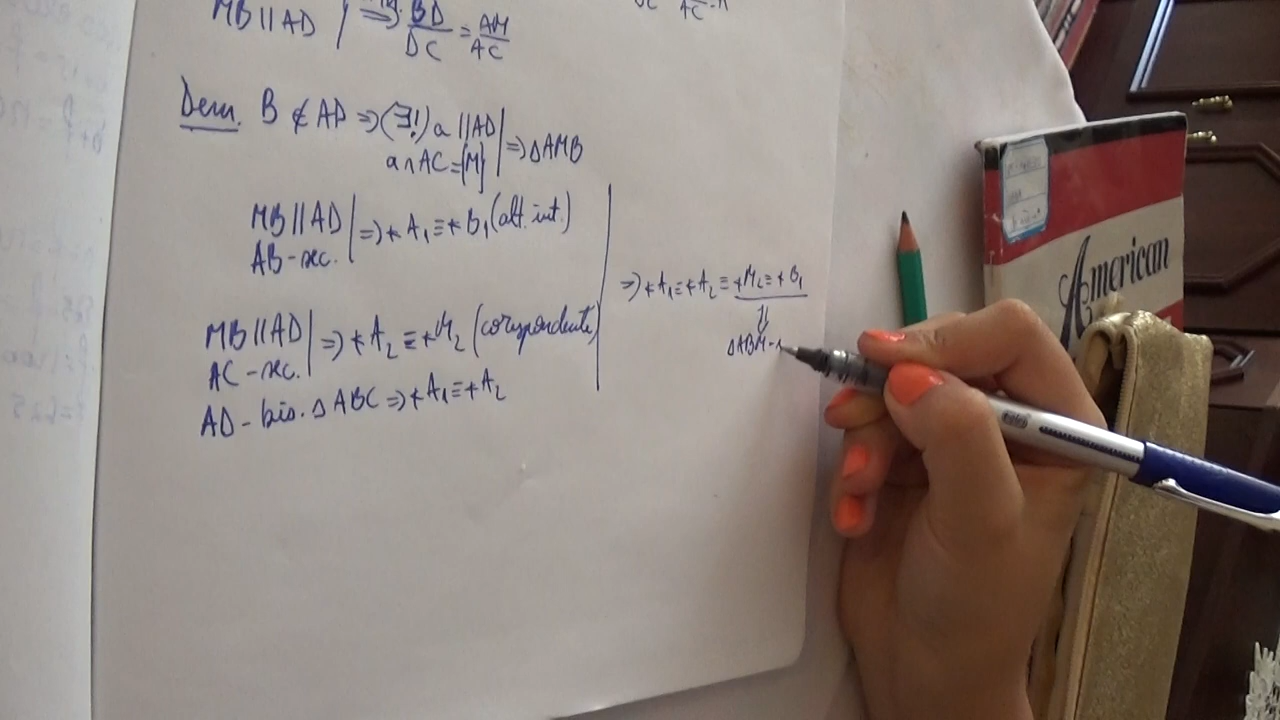 MB || AD | => BD/DC = AM/AC
Dem. B ∉ AD => (∃!) a || AD
a ∩ AC = {M} | => ΔAMB
MB || AD
AB - sec. | => ∢A₁ ≡ ∢B₁ (alt. int.)
MB || AD
AC - sec. | => ∢A₂ ≡ ∢M₂ (corespondente)
AD - bis. ΔABC => ∢A₁ ≡ ∢A₂
=> ∢A₁ ≡ ∢A₂ ≡ ∢M₂ ≡ ∢B₁
⇓
ΔABM -
American